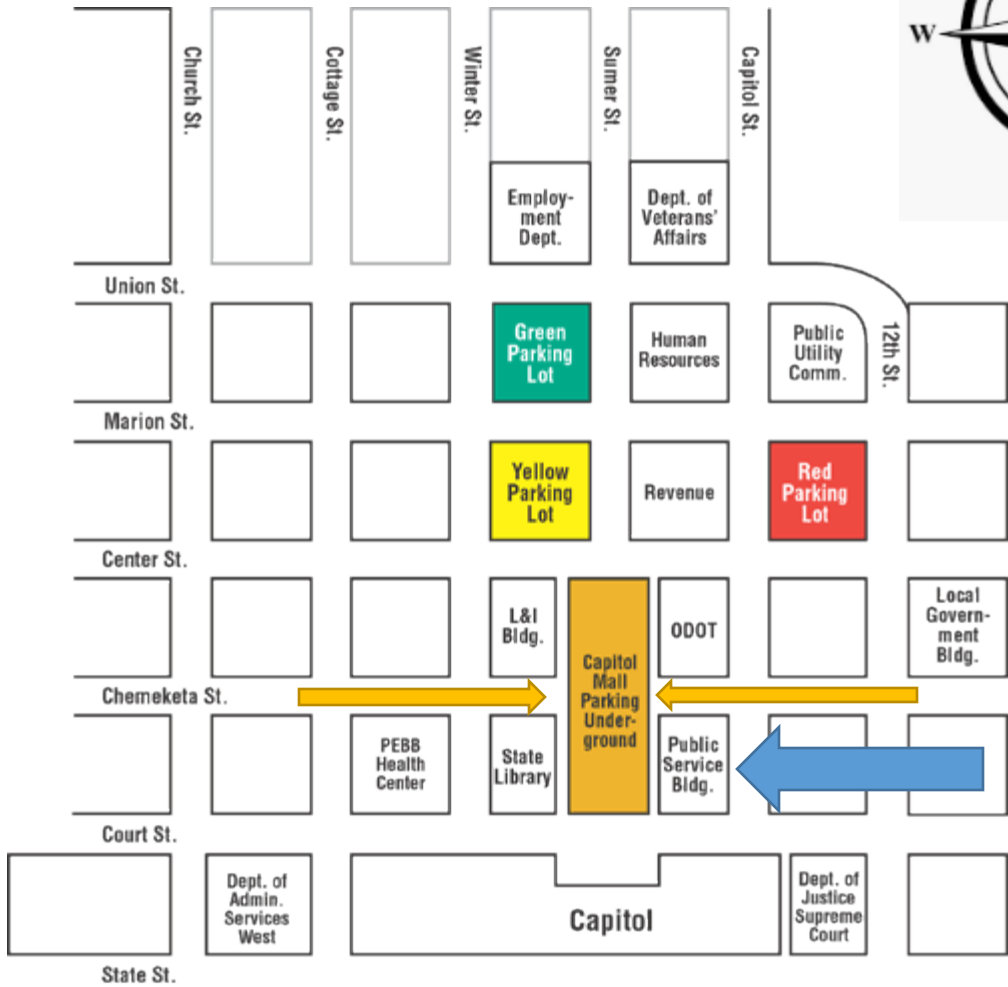 Church St.
Cottage St.
Winter St.
Sumer St.
Capitol St.
W
Employ-
ment
Dept.
Dept. of
Veterans'
Affairs
Union St.
Green
Parking
Lot
Human
Resources
Public
Utility
Comm.
12th St.
Marion St.
Yellow
Parking
Lot
Revenue
Red
Parking
Lot
Center St.
L&I
Bldg.
Capitol
Mall
Parking
Under-
ground
ODOT
Local
Govern-
ment
Bldg.
Chemeketa St.
PEBB
Health
Center
State
Library
Public
Service
Bldg.
Court St.
Dept. of
Admin.
Services
West
Capitol
Dept. of
Justice
Supreme
Court
State St.